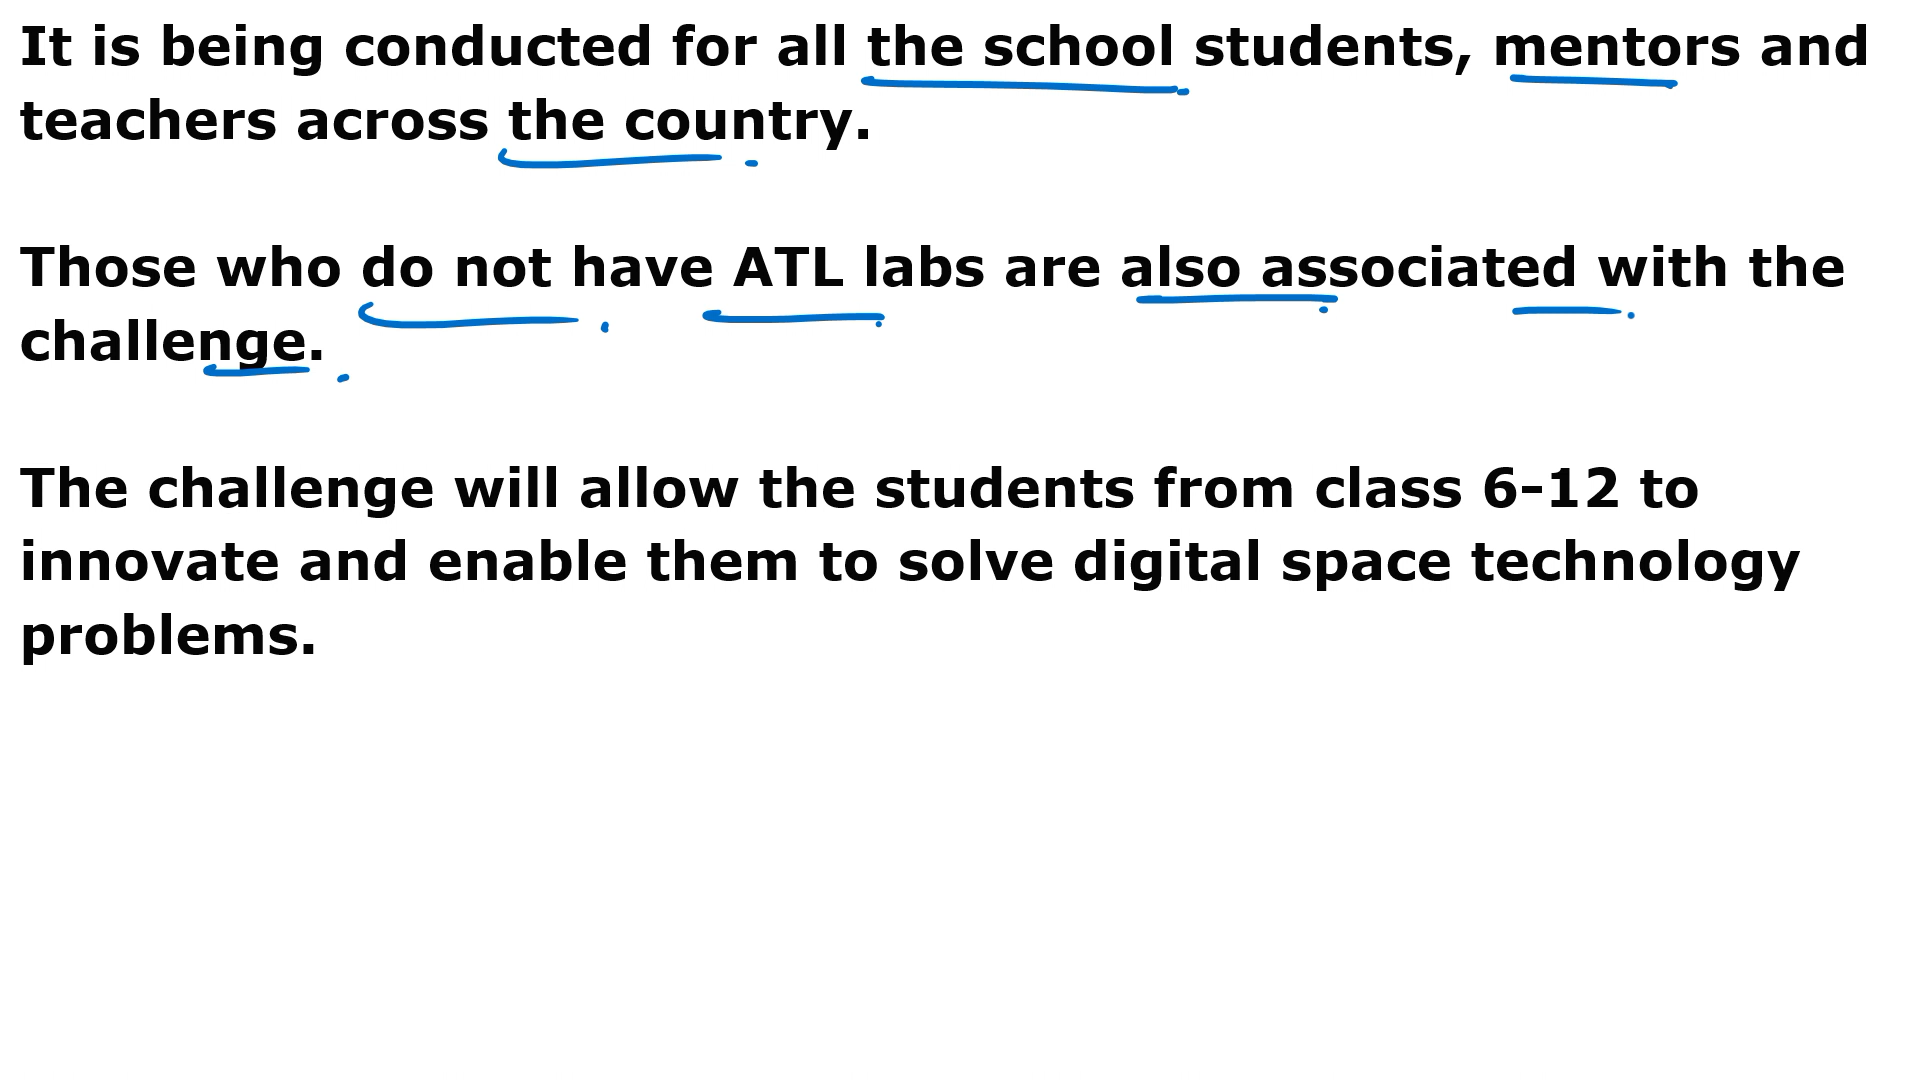 It is being conducted for all the school students, mentors and
teachers across the country.
Those who do not have ATL labs are also associated with the
challenge.
The challenge will allow the students from class 6-12 to
innovate and enable them to solve digital space technology
problems.